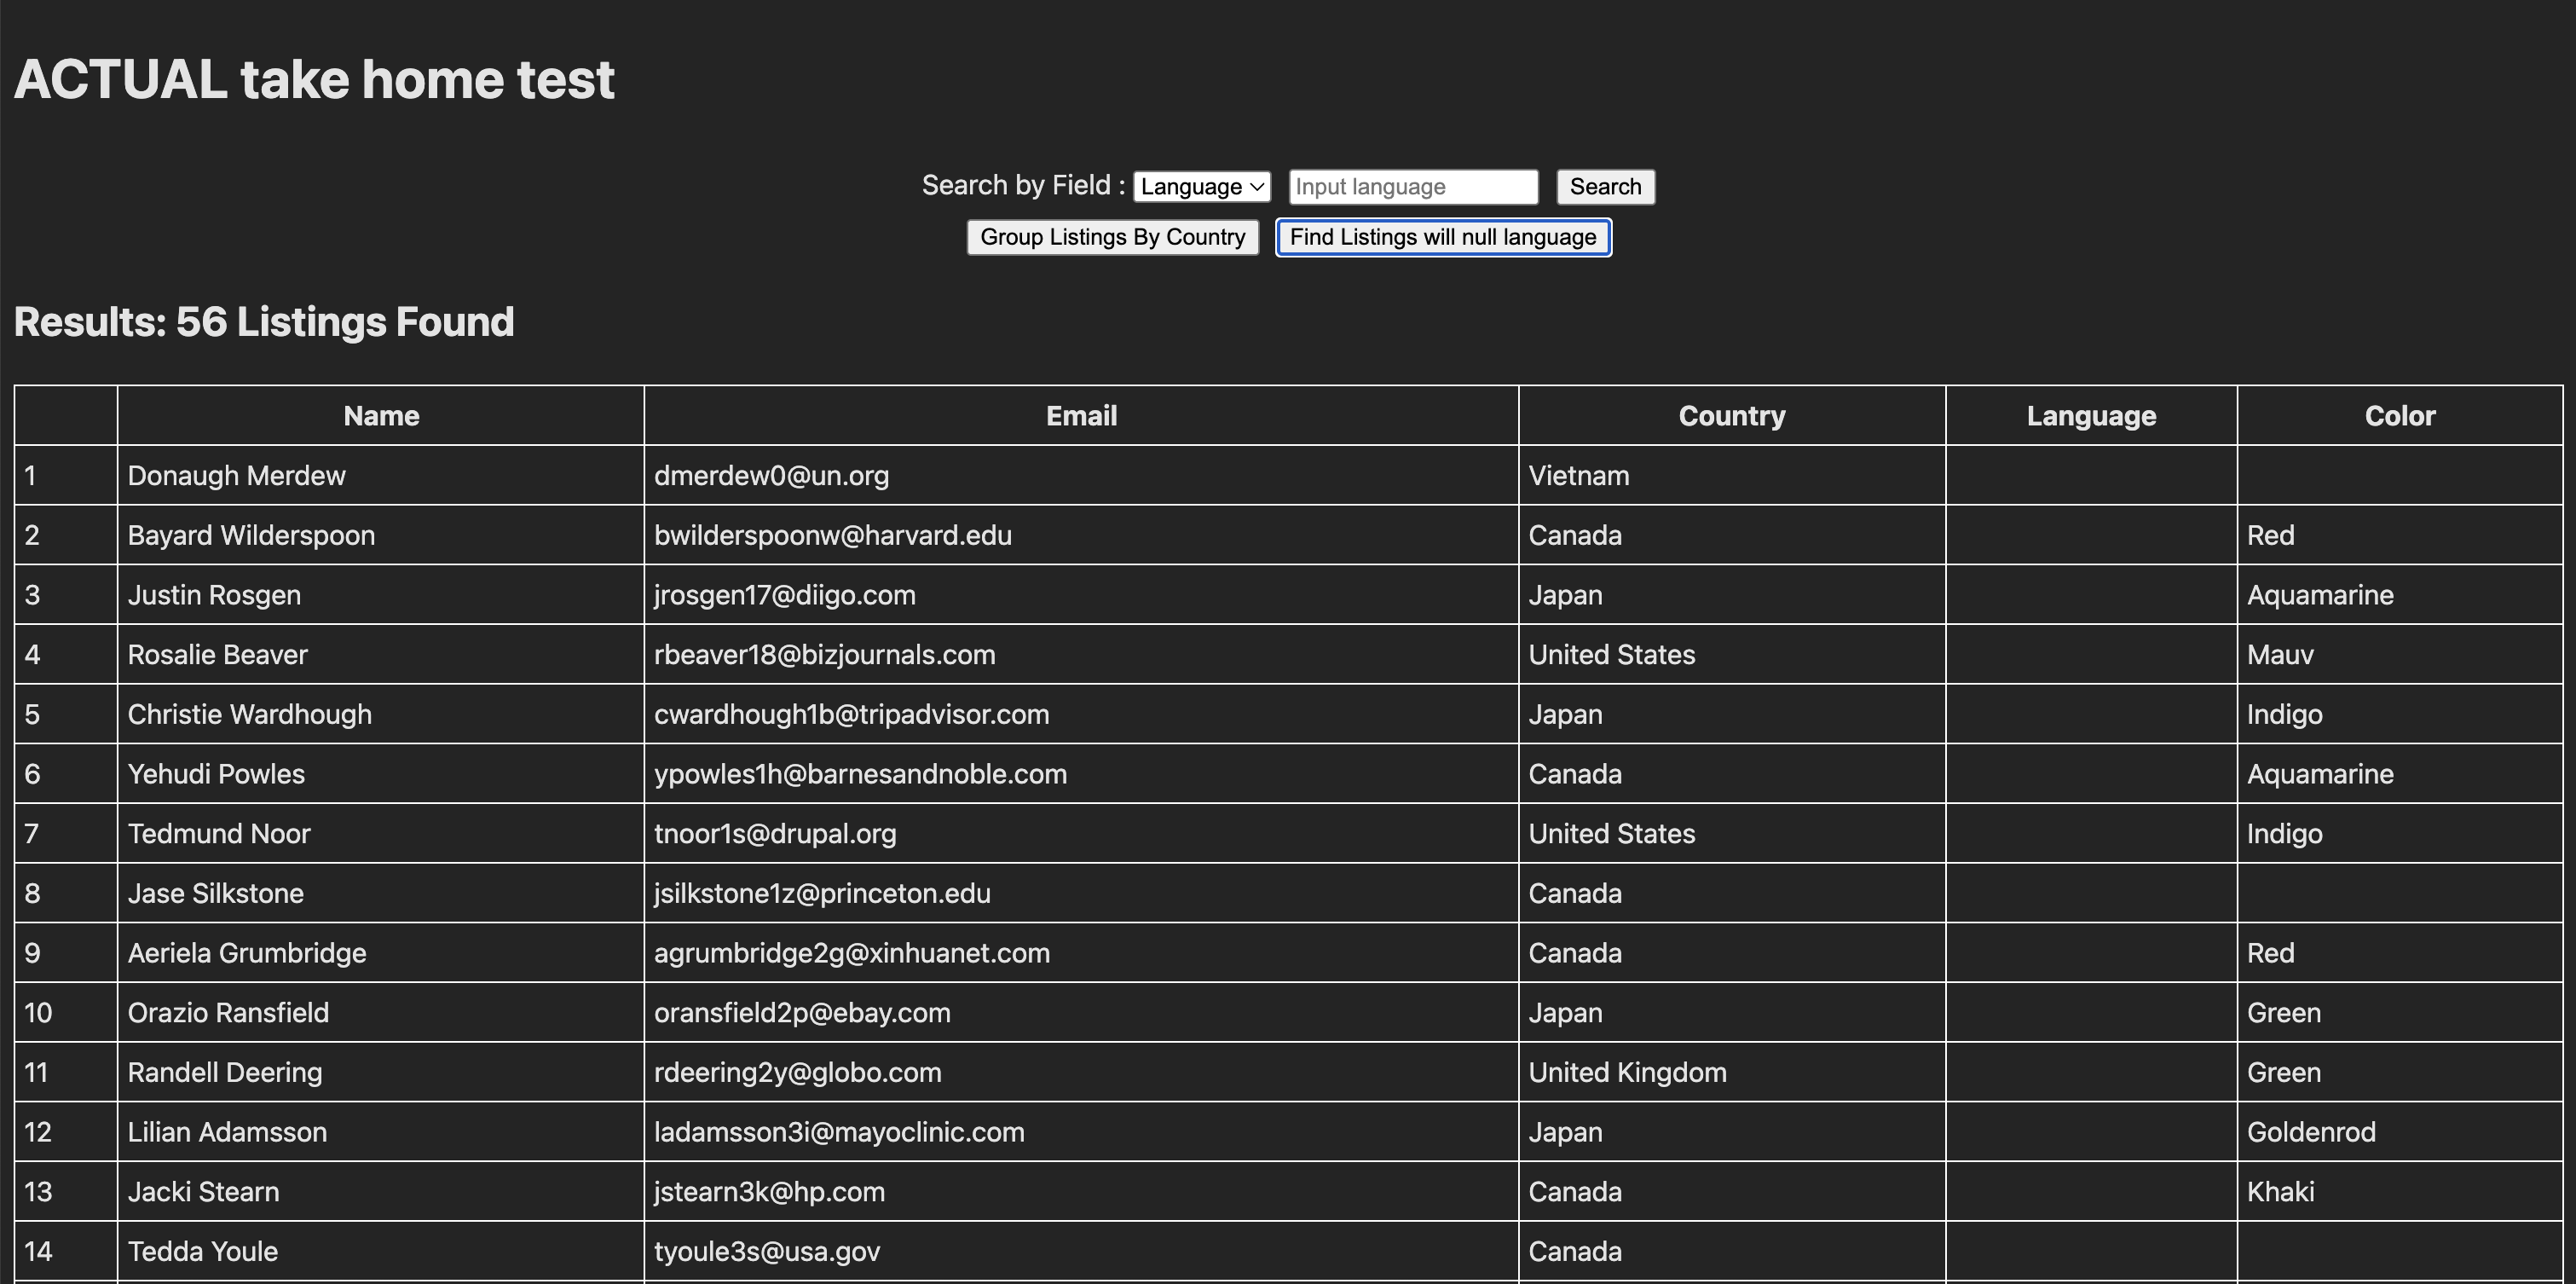 ACTUAL take home test
Search by Field : Language Input language Search
Group Listings By Country Find Listings will null language
Results: 56 Listings Found
Name Email Country Language Color
1 Donaugh Merdew dmerdew0@un.org Vietnam
2 Bayard Wilderspoon bwilderspoonw@harvard.edu Canada Red
3 Justin Rosgen jrosgen17@diigo.com Japan Aquamarine
4 Rosalie Beaver rbeaver18@bizjournals.com United States Mauv
5 Christie Wardhough cwardhough1b@tripadvisor.com Japan Indigo
6 Yehudi Powles ypowles1h@barnesandnoble.com Canada Aquamarine
7 Tedmund Noor tnoor1s@drupal.org United States Indigo
8 Jase Silkstone jsilkstone1z@princeton.edu Canada
9 Aeriela Grumbridge agrumbridge2g@xinhuanet.com Canada Red
10 Orazio Ransfield oransfield2p@ebay.com Japan Green
11 Randell Deering rdeering2y@globo.com United Kingdom Green
12 Lilian Adamsson ladamsson3i@mayoclinic.com Japan Goldenrod
13 Jacki Stearn jstearn3k@hp.com Canada Khaki
14 Tedda Youle tyoule3s@usa.gov Canada